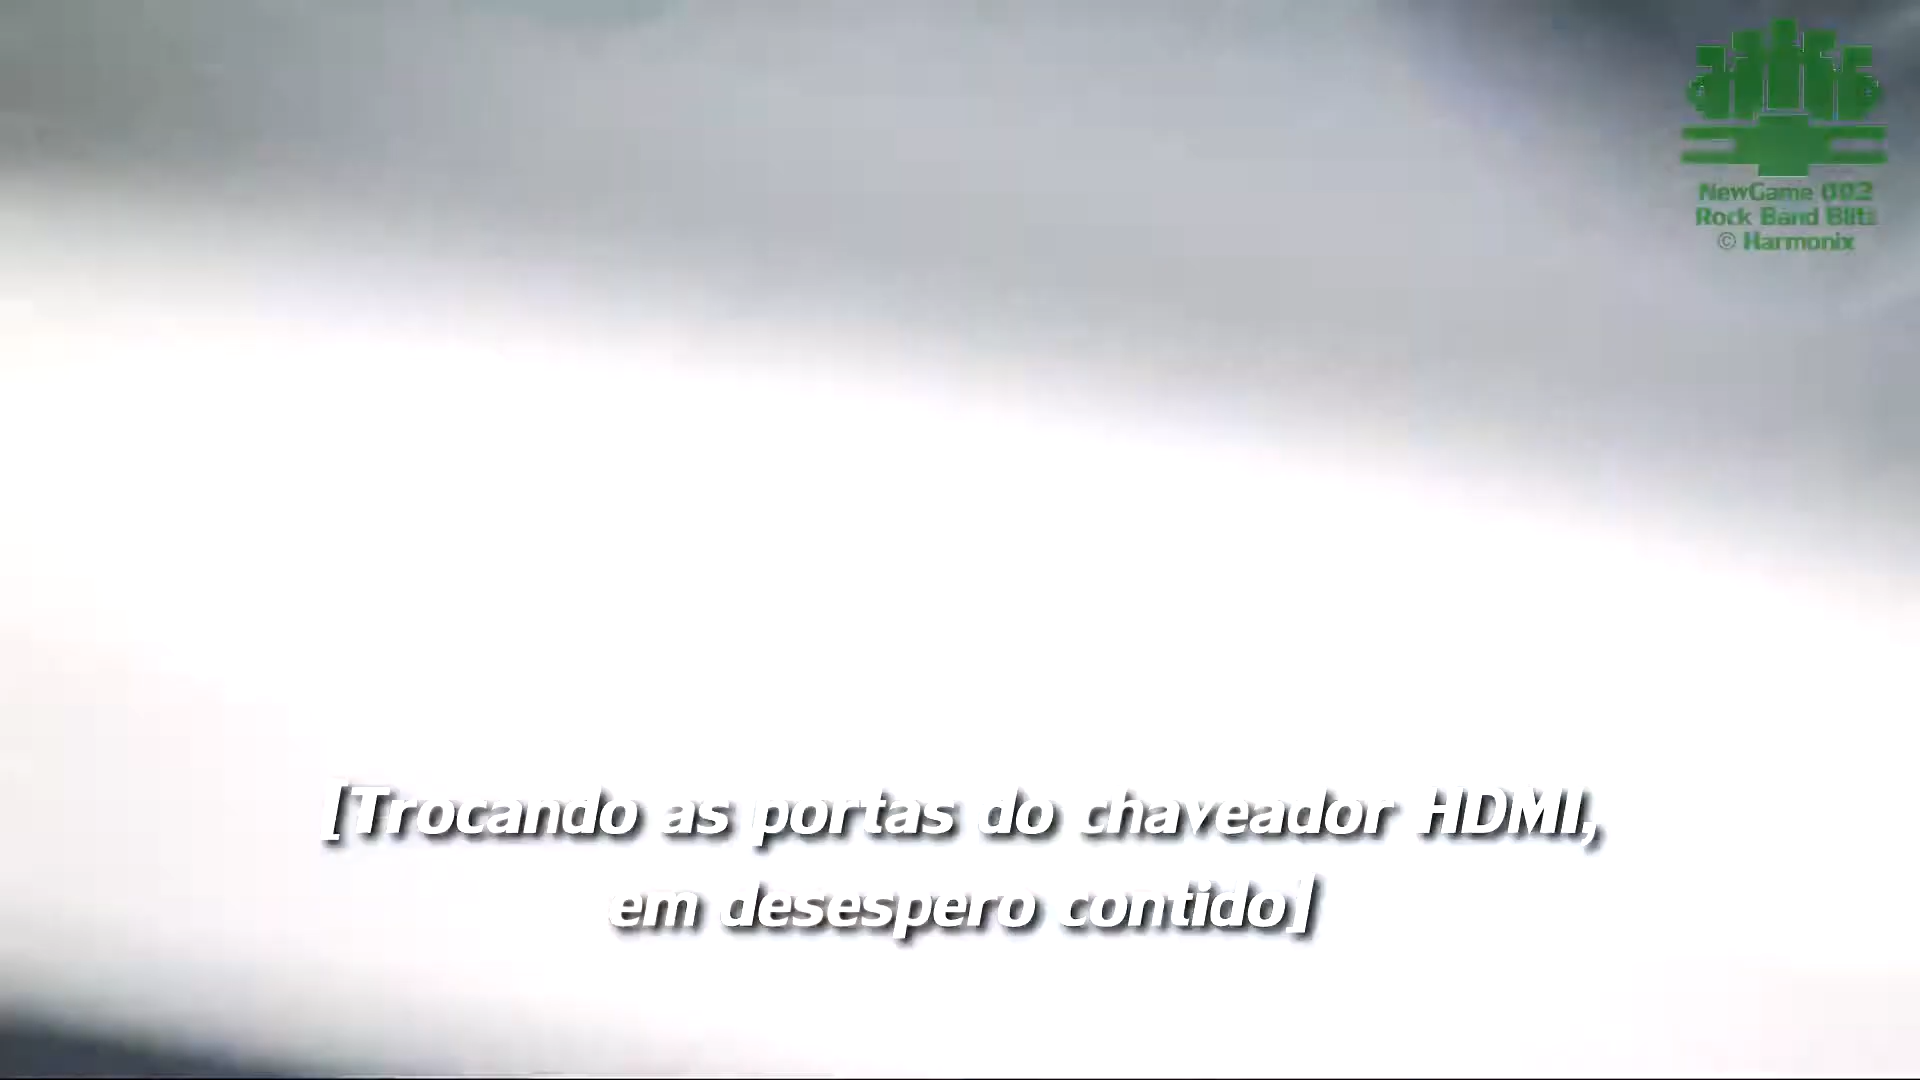 NewGame 002
Rock Band Blitz
© Harmonix
[Trocando as portas do chaveador HDMI,
em desespero contido]